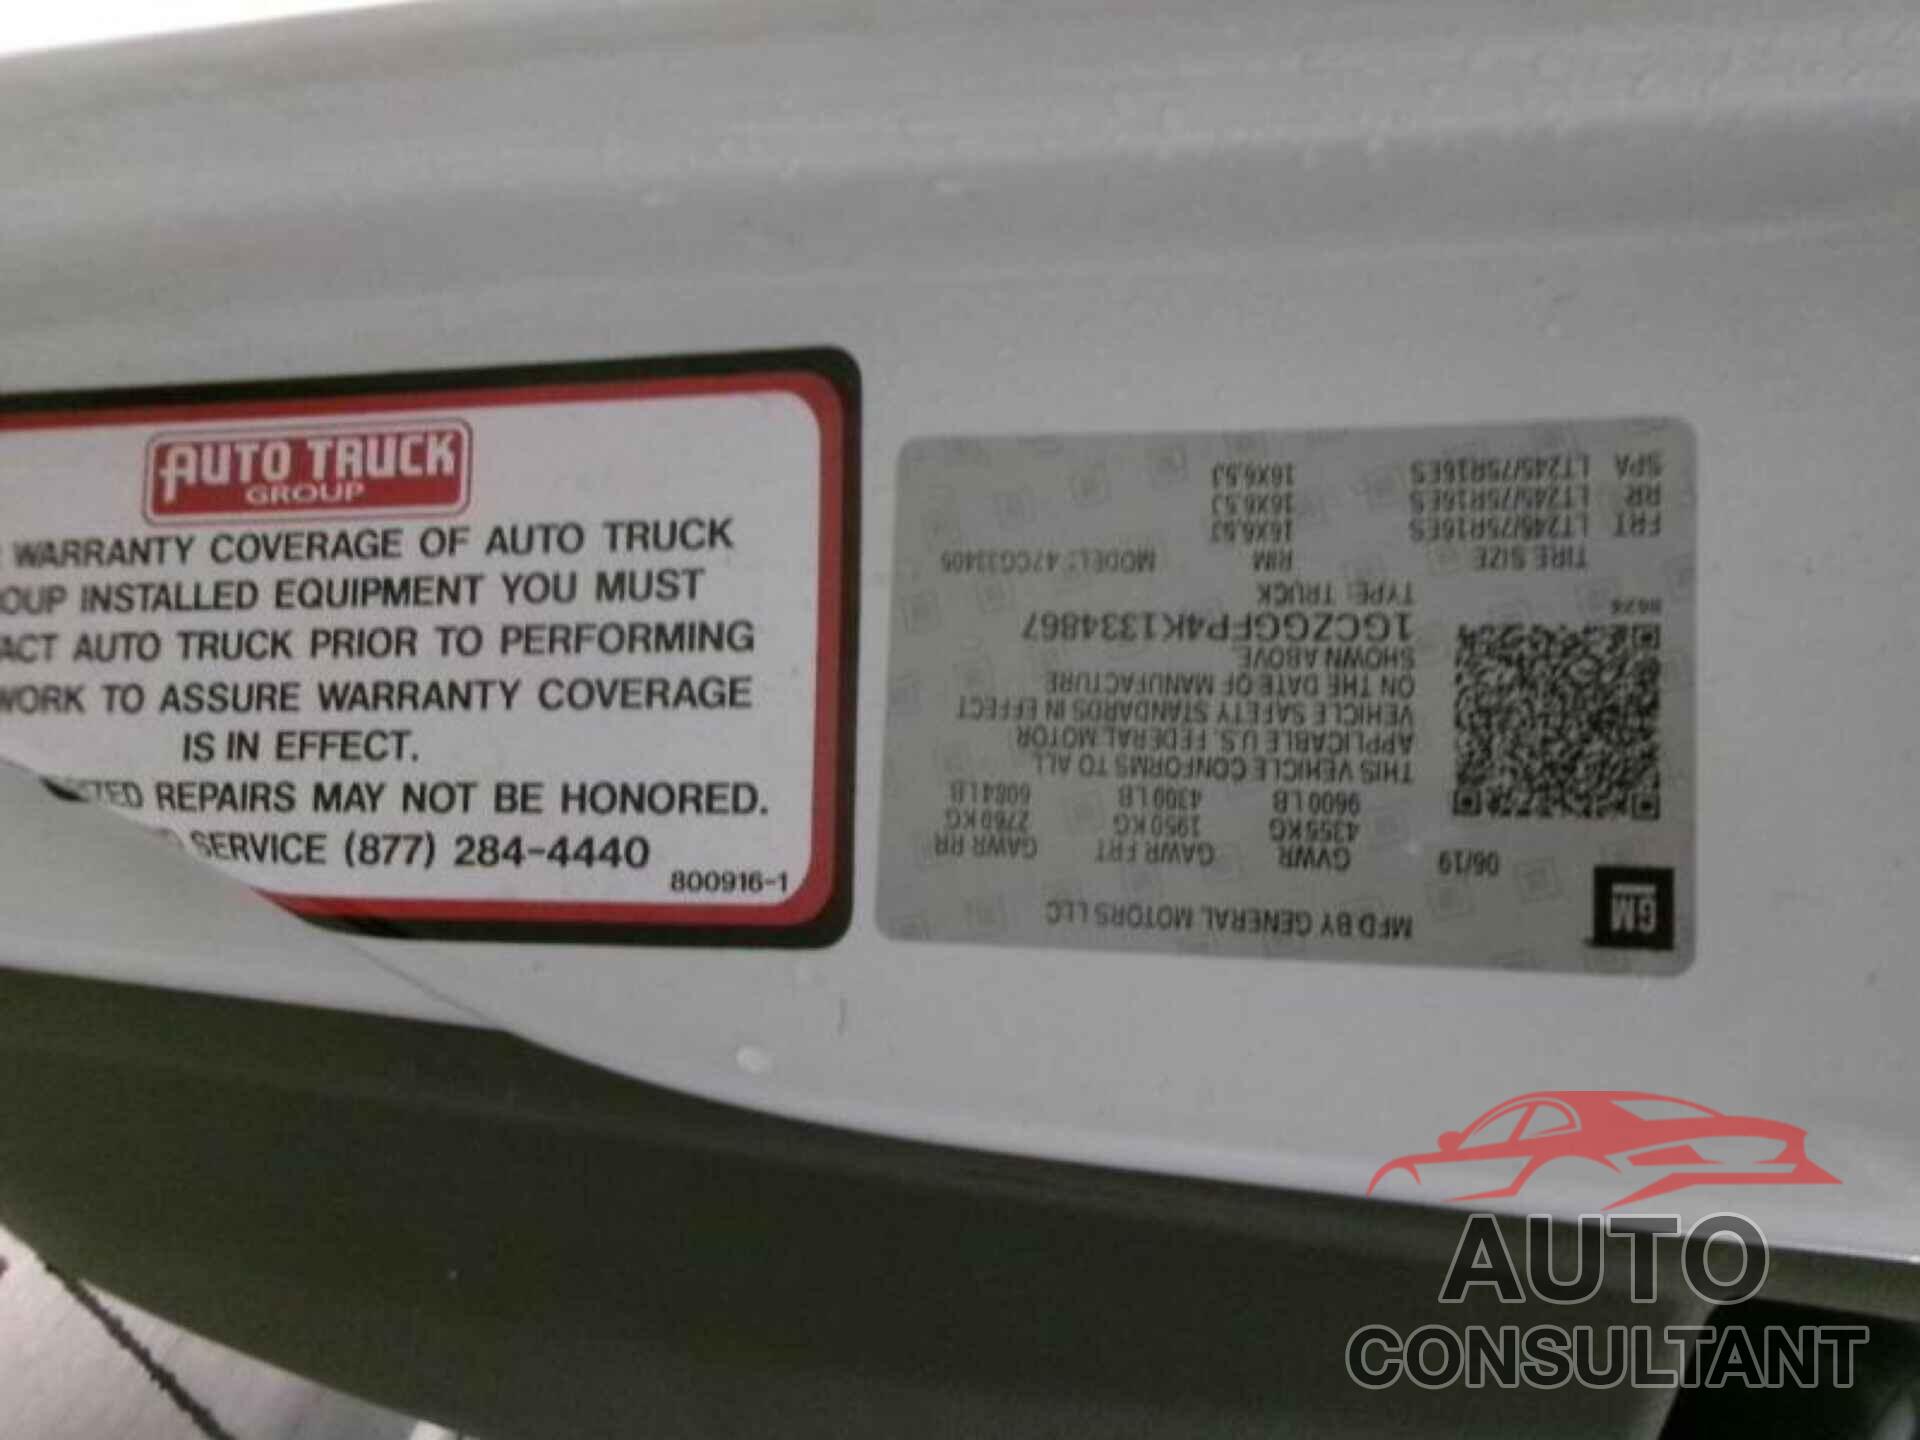 AUTO TRUCK
GROUP
WARRANTY COVERAGE OF AUTO TRUCK
OUP INSTALLED EQUIPMENT YOU MUST
ACT AUTO TRUCK PRIOR TO PERFORMING
WORK TO ASSURE WARRANTY COVERAGE
IS IN EFFECT.
TED REPAIRS MAY NOT BE HONORED.
SERVICE (877) 284-4440
800916-1
GM
MFD BY GENERAL MOTORS LLC
06/19 GVWR GAWR FRT GAWR RR
4355KG 1950KG 2760KG
9600LB 4300LB 6084LB
THIS VEHICLE CONFORMS TO ALL
APPLICABLE U.S. FEDERAL MOTOR
VEHICLE SAFETY STANDARDS IN EFFECT
ON THE DATE OF MANUFACTURE
SHOWN ABOVE
1GCZGGFP4K1334867
TYPE: TRUCK
TIRE SIZE RIM MODEL: 47CG33405
FRT LT245/75R16ES 16X6.5J
RR LT245/75R16ES 16X6.5J
SPA LT245/75R16ES 16X6.5J
AUTO
CONSULTANT